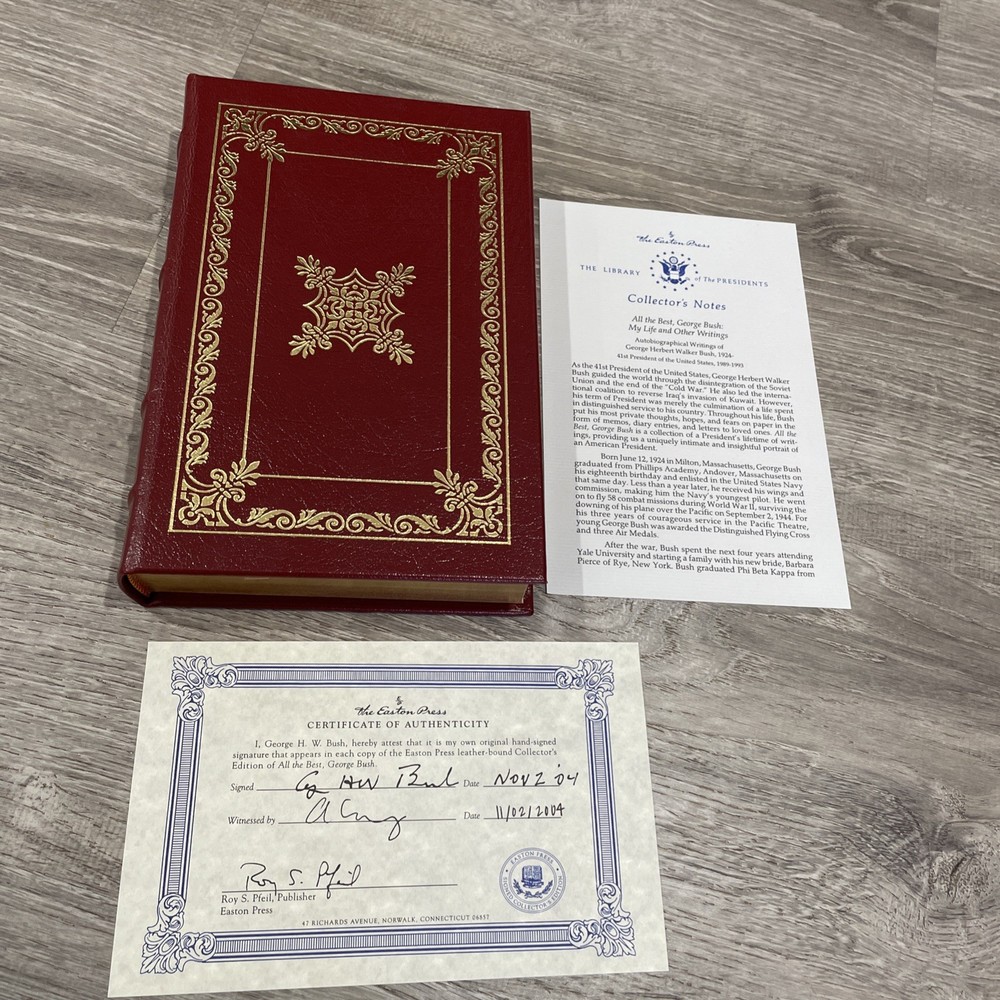 The Easton Press
THE LIBRARY of The PRESIDENTS
Collector's Notes
All the Best, George Bush:
My Life and Other Writings
Autobiographical Writings of
George Herbert Walker Bush, 1924-
41st President of the United States, 1989-1993
As the 41st President of the United States, George Herbert Walker
Bush guided the world through the disintegration of the Soviet
Union and the end of the "Cold War." He also led the interna-
tional coalition to reverse Iraq's invasion of Kuwait. However,
his term of President was merely the culmination of a life spent
in distinguished service to his country. Throughout his life, Bush
put his most private thoughts, hopes, and fears on paper in the
form of memos, diary entries, and letters to loved ones. All the
Best, George Bush is a collection of a President's lifetime of writ-
ings, providing us a uniquely intimate and insightful portrait of
an American President.
Born June 12, 1924 in Milton, Massachusetts, George Bush
graduated from Phillips Academy, Andover, Massachusetts on
his eighteenth birthday and enlisted in the United States Navy
that same day. Less than a year later, he received his wings and
commission, making him the Navy's youngest pilot. He went
on to fly 58 combat missions during World War II, surviving the
downing of his plane over the Pacific on September 2, 1944. For
his three years of courageous service in the Pacific Theatre,
young George Bush was awarded the Distinguished Flying Cross
and three Air Medals.
After the war, Bush spent the next four years attending
Yale University and starting a family with his new bride, Barbara
Pierce of Rye, New York. Bush graduated Phi Beta Kappa from
The Easton Press
CERTIFICATE OF AUTHENTICITY
I, George H. W. Bush, hereby attest that it is my own original hand-signed
signature that appears in each copy of the Easton Press leather-bound Collector's
Edition of All the Best, George Bush.
Signed G HW Bush Date Nov 2 '04
Witnessed by Date 11/02/2004
Roy S. Pfeil
Roy S. Pfeil, Publisher
Easton Press
EASTON PRESS
SIGNED COLLECTOR'S EDITION
47 RICHARDS AVENUE, NORWALK, CONNECTICUT 06857